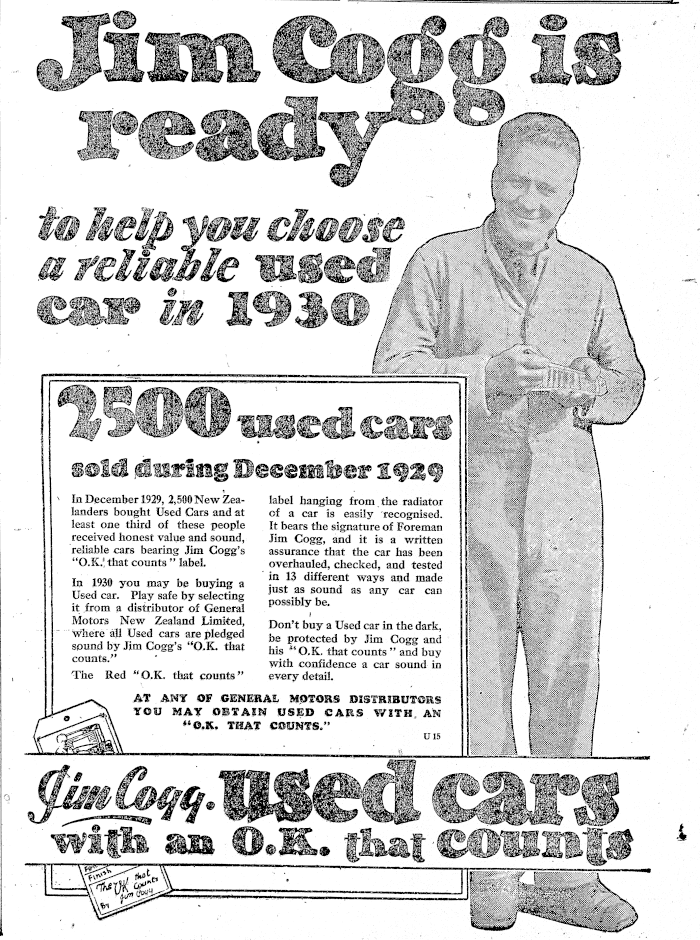 Jim Cogg is
ready
to help you choose
a reliable used
car in 1930
2500 used cars
sold during December 1929
In December 1929, 2,500 New Zea-
landers bought Used Cars and at
least one third of these people
received honest value and sound,
reliable cars bearing Jim Cogg's
"O.K. that counts" label.
In 1930 you may be buying a
Used car. Play safe by selecting
it from a distributor of General
Motors New Zealand Limited,
where all Used cars are pledged
sound by Jim Cogg's "O.K. that
counts."
The Red "O.K. that counts"
label hanging from the radiator
of a car is easily recognised.
It bears the signature of Foreman
Jim Cogg, and it is a written
assurance that the car has been
overhauled, checked, and tested
in 13 different ways and made
just as sound as any car can
possibly be.
Don't buy a Used car in the dark,
be protected by Jim Cogg and
his "O.K. that counts" and buy
with confidence a car sound in
every detail.
AT ANY OF GENERAL MOTORS DISTRIBUTORS
YOU MAY OBTAIN USED CARS WITH AN
"O.K. THAT COUNTS."
U 15
Jim Cogg. used cars
with an O.K. that counts
Finish
The OK that
Counts
By Jim Cogg